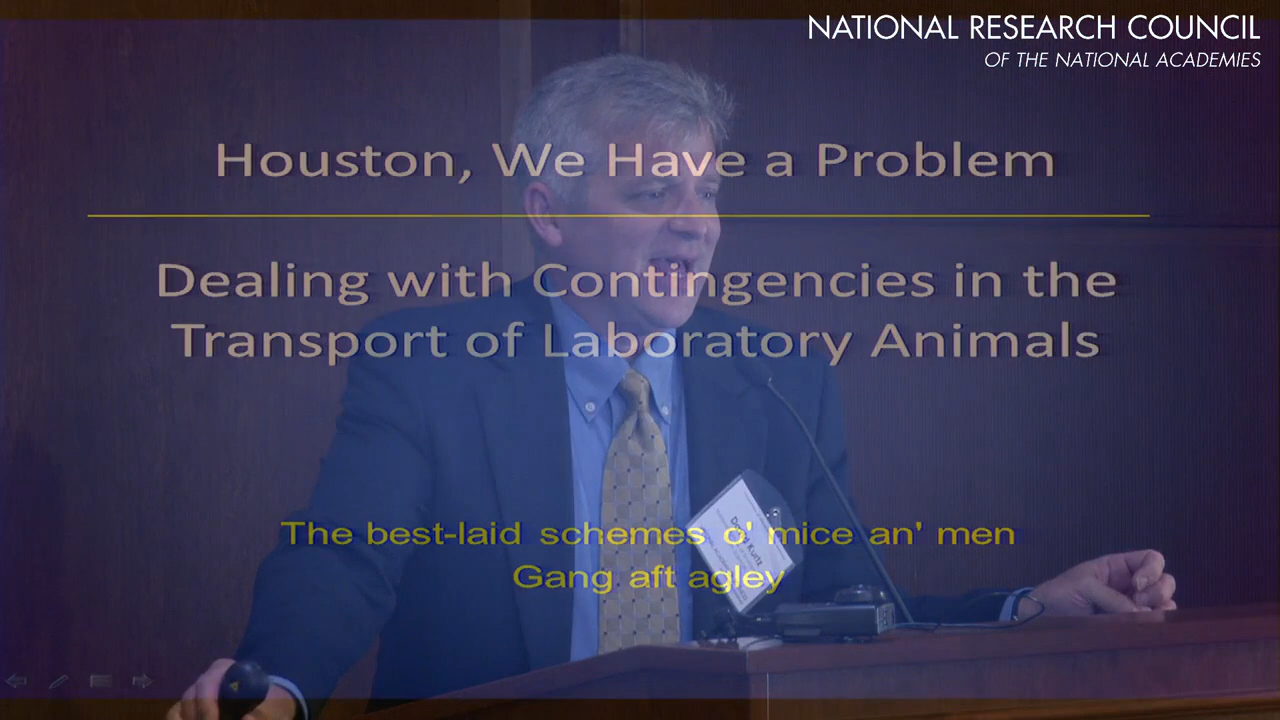 NATIONAL RESEARCH COUNCIL
OF THE NATIONAL ACADEMIES
Houston, We Have a Problem
Dealing with Contingencies in the
Transport of Laboratory Animals
The best-laid schemes o' mice an' men
Gang aft agley
Kurtz